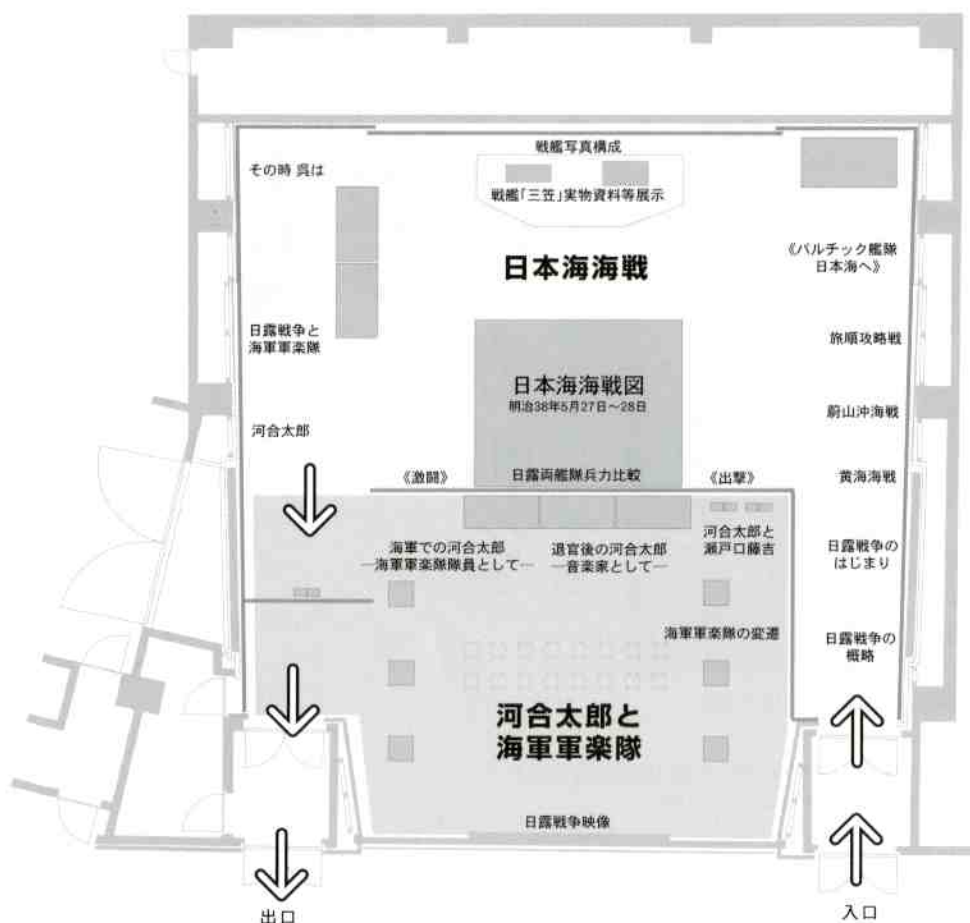 戦艦写真構成
戦艦「三笠」実物資料等展示
その時 呉は
日本海海戦
《バルチック艦隊
日本海へ》
日露戦争と
海軍軍楽隊
旅順攻略戦
日本海海戦図
明治38年5月27日~28日
蔚山沖海戦
河合太郎
《激闘》
日露両艦隊兵力比較
《出撃》
黄海海戦
海軍での河合太郎
―海軍軍楽隊隊員として―
退官後の河合太郎
―音楽家として―
河合太郎と
瀬戸口藤吉
日露戦争の
はじまり
海軍軍楽隊の変遷
日露戦争の
概略
河合太郎と
海軍軍楽隊
日露戦争映像
出口
入口